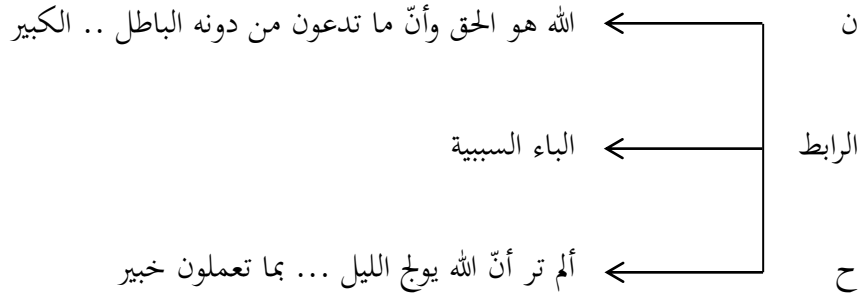 ن الله هو الحق وأنّ ما تدعون من دونه الباطل .. الكبير
الرابط الباء السببية
ح ألم تر أنّ الله يولج الليل ... بما تعملون خبير